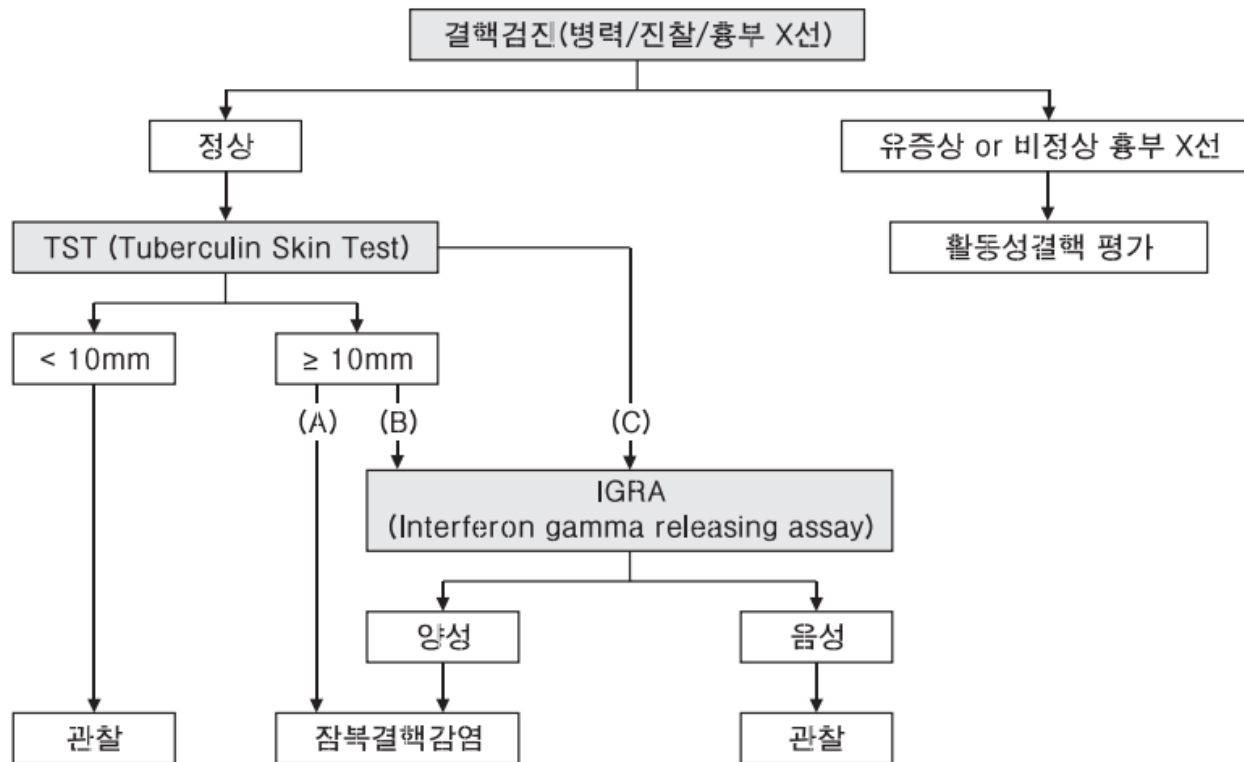 결핵검진(병력/진찰/흉부 X선)
정상
유증상 or 비정상 흉부 X선
TST (Tuberculin Skin Test)
활동성결핵 평가
< 10mm
≥ 10mm
(A)
(B)
(C)
IGRA
(Interferon gamma releasing assay)
양성
음성
관찰
잠복결핵감염
관찰